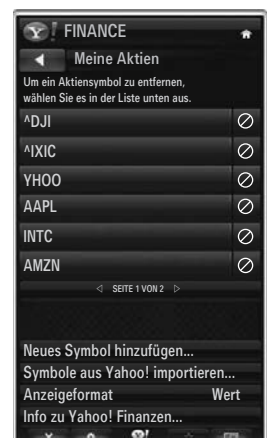 Y! FINANCE
Meine Aktien
Um ein Aktiensymbol zu entfernen,
wählen Sie es in der Liste unten aus.
^DJI
^IXIC
YHOO
AAPL
INTC
AMZN
SEITE 1 VON 2
Neues Symbol hinzufügen...
Symbole aus Yahoo! importieren...
Anzeigeformat Wert
Info zu Yahoo! Finanzen...